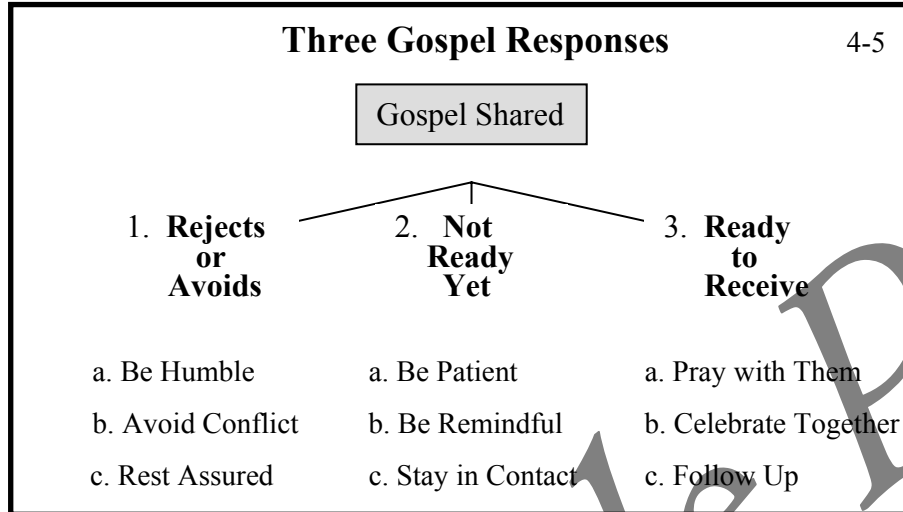 Three Gospel Responses 4-5
Gospel Shared
1. Rejects
or
Avoids
2. Not
Ready
Yet
3. Ready
to
Receive
a. Be Humble
b. Avoid Conflict
c. Rest Assured
a. Be Patient
b. Be Remindful
c. Stay in Contact
a. Pray with Them
b. Celebrate Together
c. Follow Up